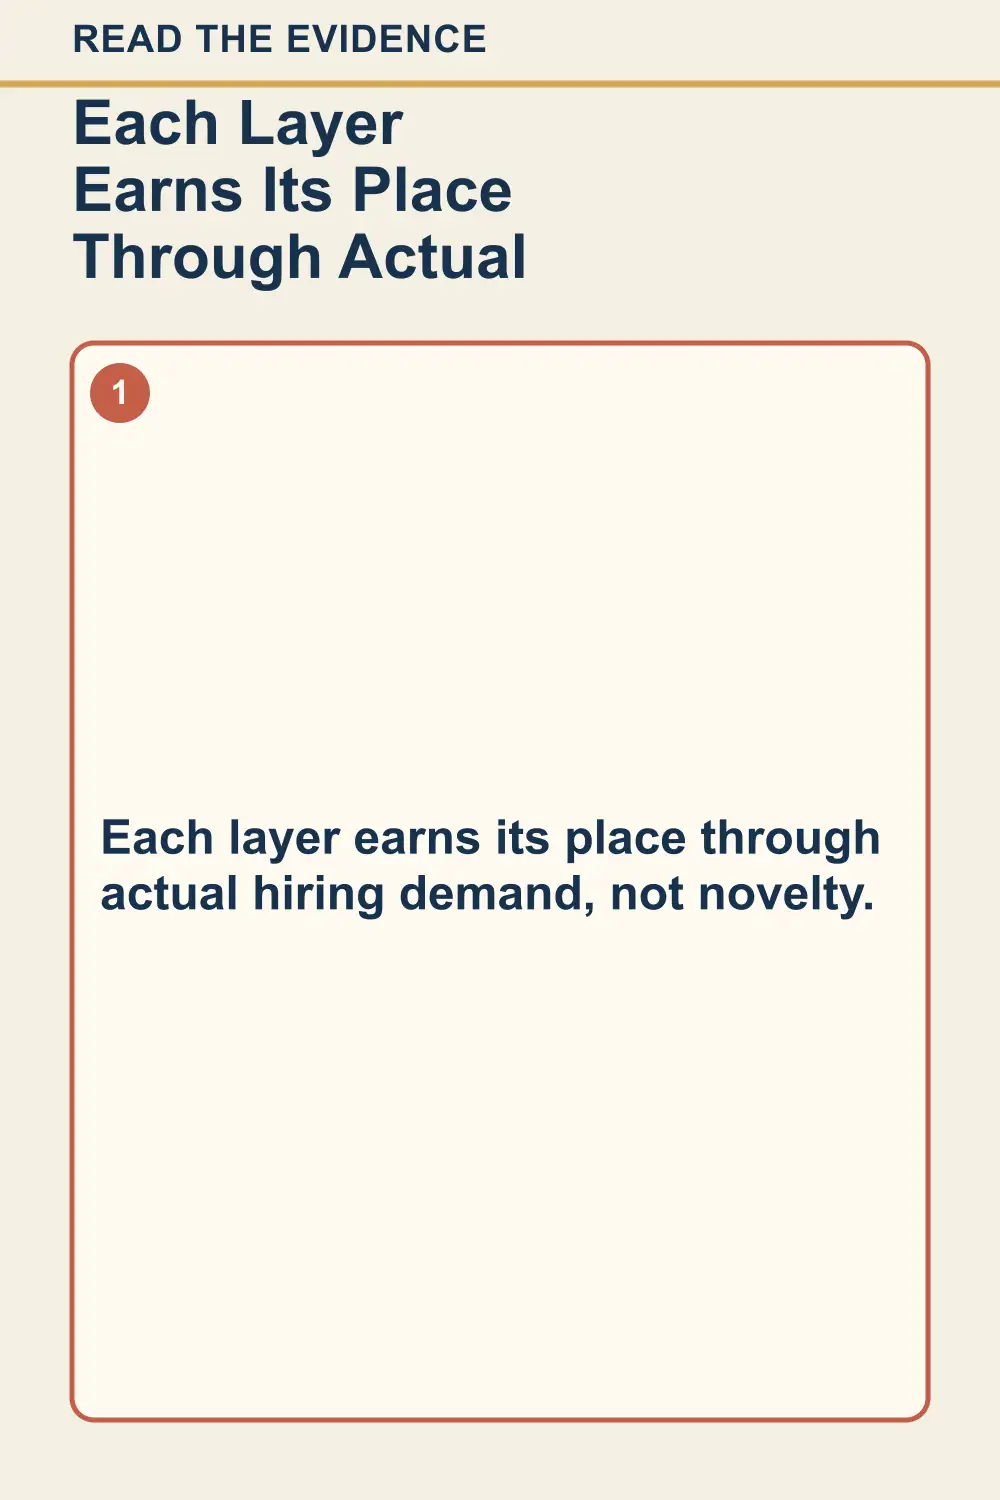 READ THE EVIDENCE
Each Layer
Earns Its Place
Through Actual
1
Each layer earns its place through
actual hiring demand, not novelty.